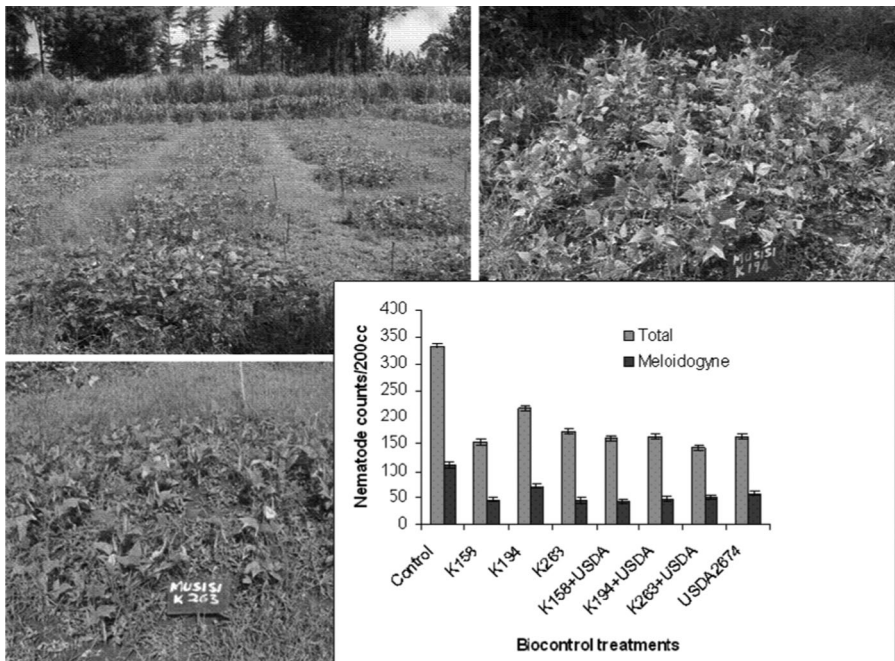 MUSISI
K194
MUSISI
K263
Nematode counts/200cc
400
350
300
250
200
150
100
50
0
Total
Meloidogyne
Control
K158
K194
K263
K158+USDA
K194+USDA
K263+USDA
USDA2674
Biocontrol treatments